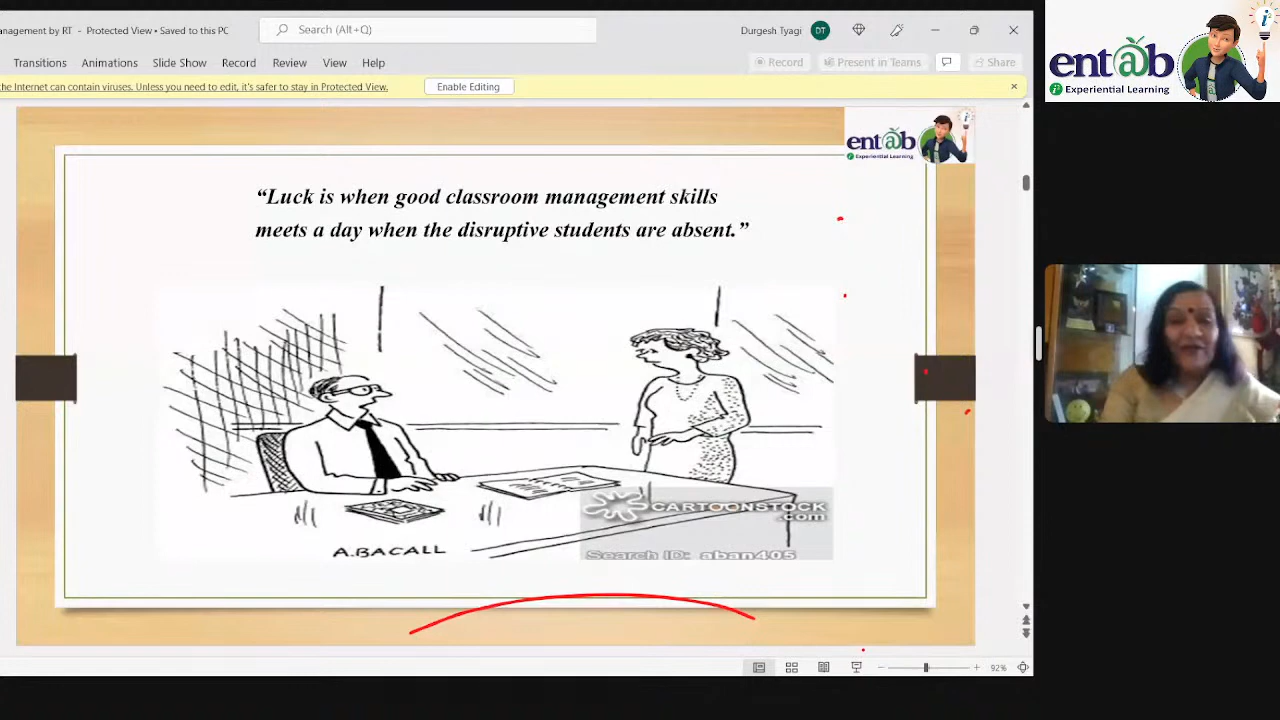 anagement by RT - Protected View • Saved to this PC
Search (Alt+Q)
Durgesh Tyagi
DT
Transitions
Animations
Slide Show
Record
Review
View
Help
Record
Present in Teams
Share
the Internet can contain viruses. Unless you need to edit, it's safer to stay in Protected View.
Enable Editing
entab
i Experiential Learning
entab
Experiential Learning
“Luck is when good classroom management skills
meets a day when the disruptive students are absent.”
A.BACALL
CARTOONSTOCK
.com
Search ID: aban405
92%